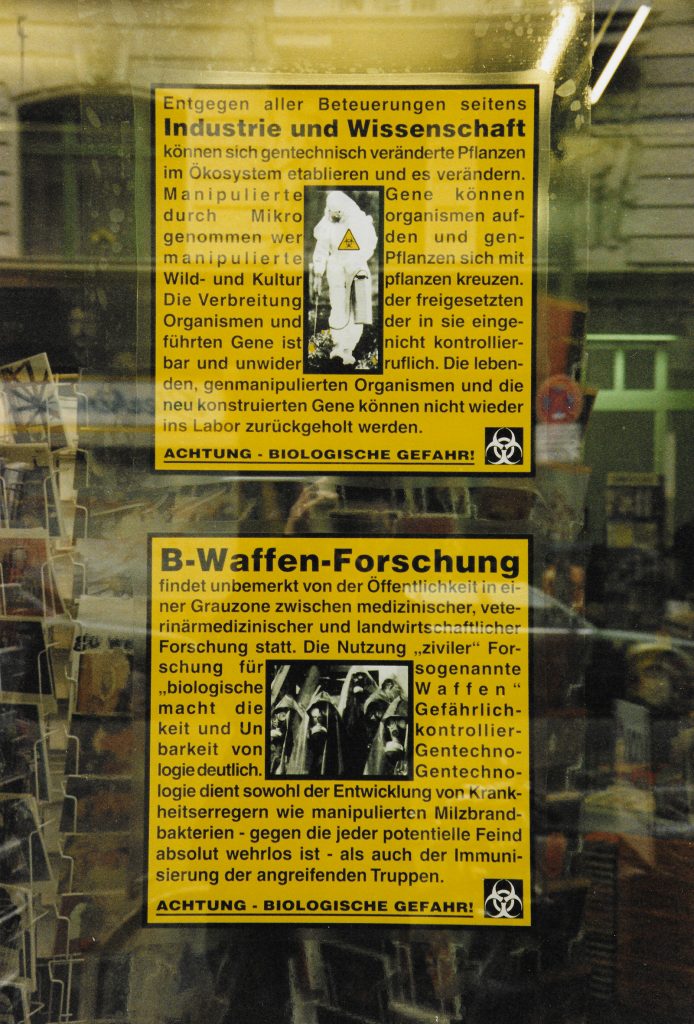 Entgegen aller Beteuerungen seitens
Industrie und Wissenschaft
können sich gentechnisch veränderte Pflanzen
im Ökosystem etablieren und es verändern.
Manipulierte Gene können
durch Mikro organismen auf-
genommen wer den und gen-
manipulierte Pflanzen sich mit
Wild- und Kultur pflanzen kreuzen.
Die Verbreitung der freigesetzten
Organismen und der in sie einge-
führten Gene ist nicht kontrollier-
bar und unwider ruflich. Die leben-
den, genmanipulierten Organismen und die
neu konstruierten Gene können nicht wieder
ins Labor zurückgeholt werden.
ACHTUNG - BIOLOGISCHE GEFAHR!
B-Waffen-Forschung
findet unbemerkt von der Öffentlichkeit in ei-
ner Grauzone zwischen medizinischer, vete-
rinärmedizinischer und landwirtschaftlicher
Forschung statt. Die Nutzung „ziviler“ For-
schung für sogenannte
„biologische Waffen“
macht die Gefährlich-
keit und Un kontrollier-
barkeit von Gentechno-
logie deutlich. Gentechno-
logie dient sowohl der Entwicklung von Krank-
heitserregern wie manipulierten Milzbrand-
bakterien - gegen die jeder potentielle Feind
absolut wehrlos ist - als auch der Immuni-
sierung der angreifenden Truppen.
ACHTUNG - BIOLOGISCHE GEFAHR!